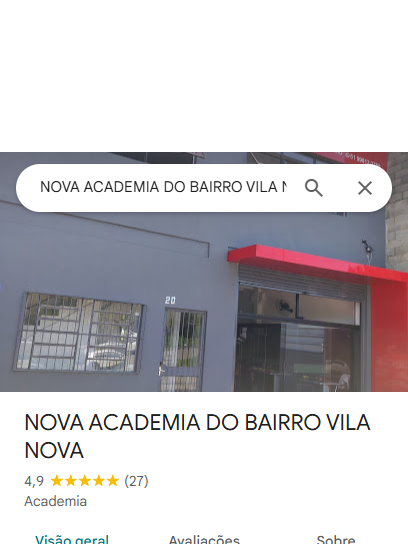 NOVA ACADEMIA DO BAIRRO VILA N
20
NOVA ACADEMIA DO BAIRRO VILA
NOVA
4,9 (27)
Academia
Visão geral Avaliações Sobre